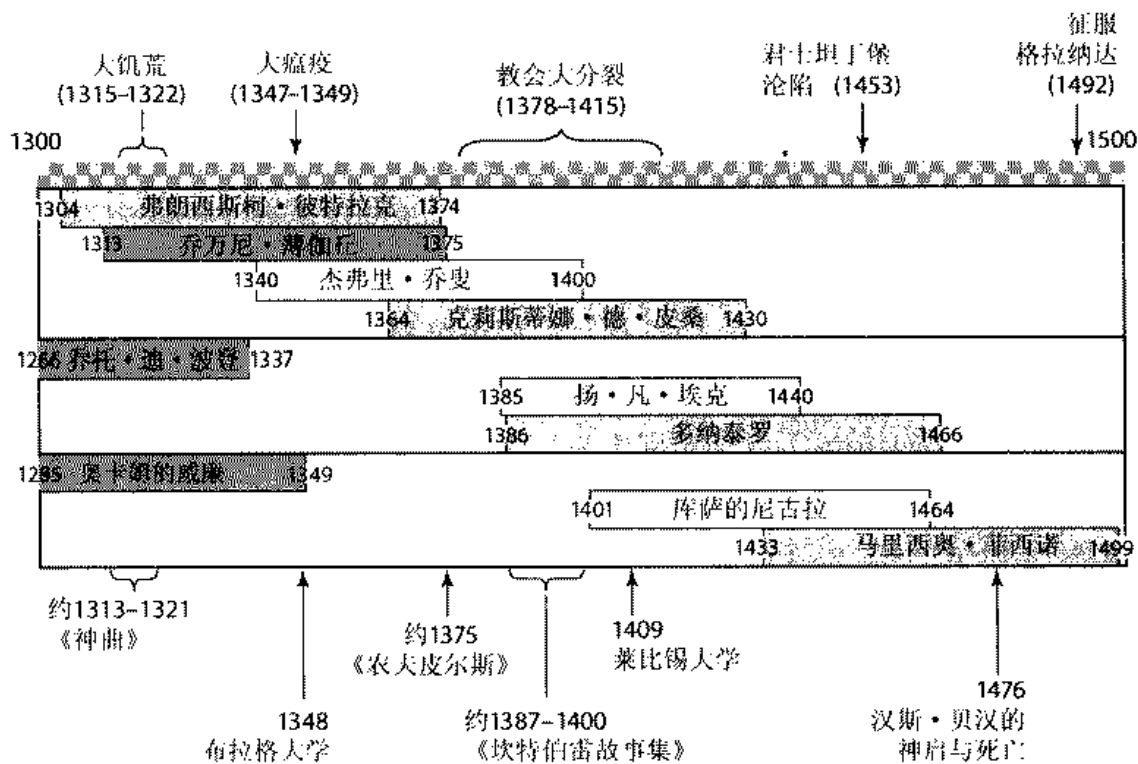 大饥荒
(1315–1322)
大瘟疫
(1347–1349)
教会大分裂
(1378–1415)
君士坦丁堡
沦陷 (1453)
征服
格拉纳达
(1492)
1300
1500
1304 弗朗西斯柯·彼特拉克 1374
1313 乔万尼·薄伽丘 1375
1340 杰弗里·乔叟 1400
1364 克莉斯蒂娜·德·皮桑 1430
1266 乔托·迪·波登 1337
1385 扬·凡·埃克 1440
1386 多纳泰罗 1466
1285 奥卡姆的威廉 1349
1401 库萨的尼古拉 1464
1433 马里西奥·菲西诺 1499
约1313–1321
《神曲》
1348
布拉格大学
约1375
《农夫皮尔斯》
约1387–1400
《坎特伯雷故事集》
1409
莱比锡大学
1476
汉斯·贝汉的
神启与死亡